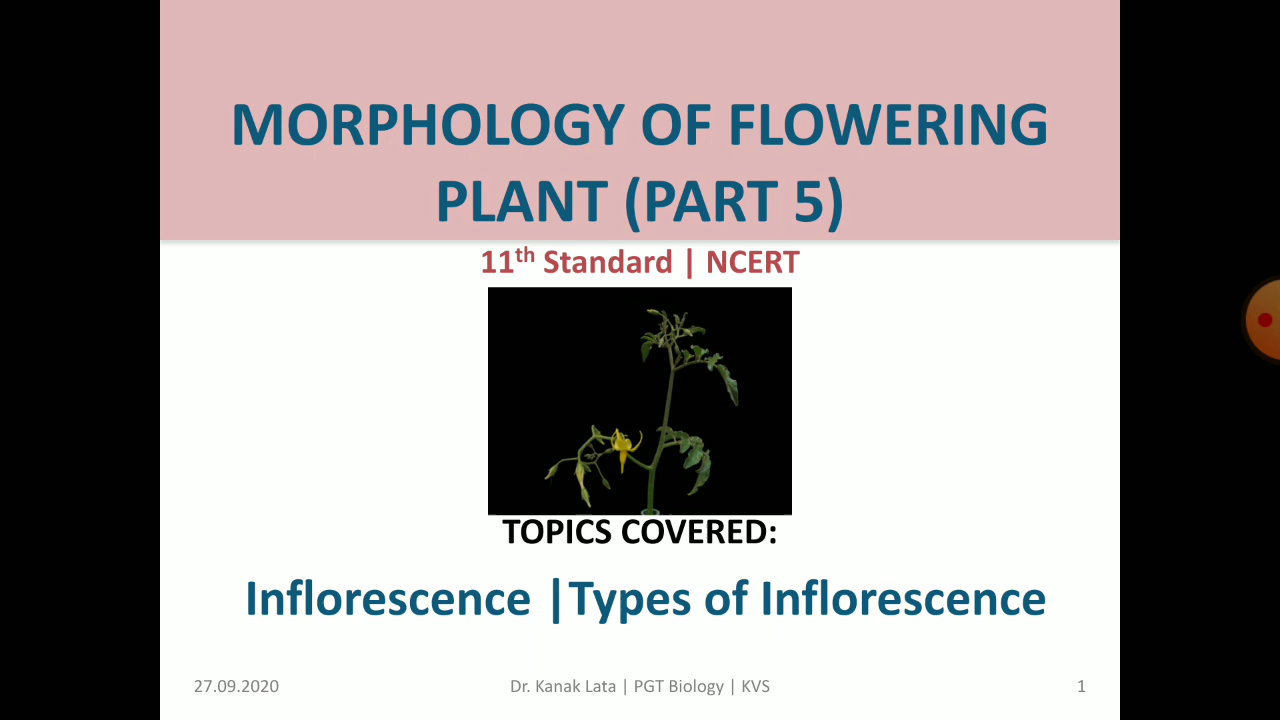 MORPHOLOGY OF FLOWERING
PLANT (PART 5)
11th Standard | NCERT
TOPICS COVERED:
Inflorescence |Types of Inflorescence
27.09.2020 Dr. Kanak Lata | PGT Biology | KVS 1